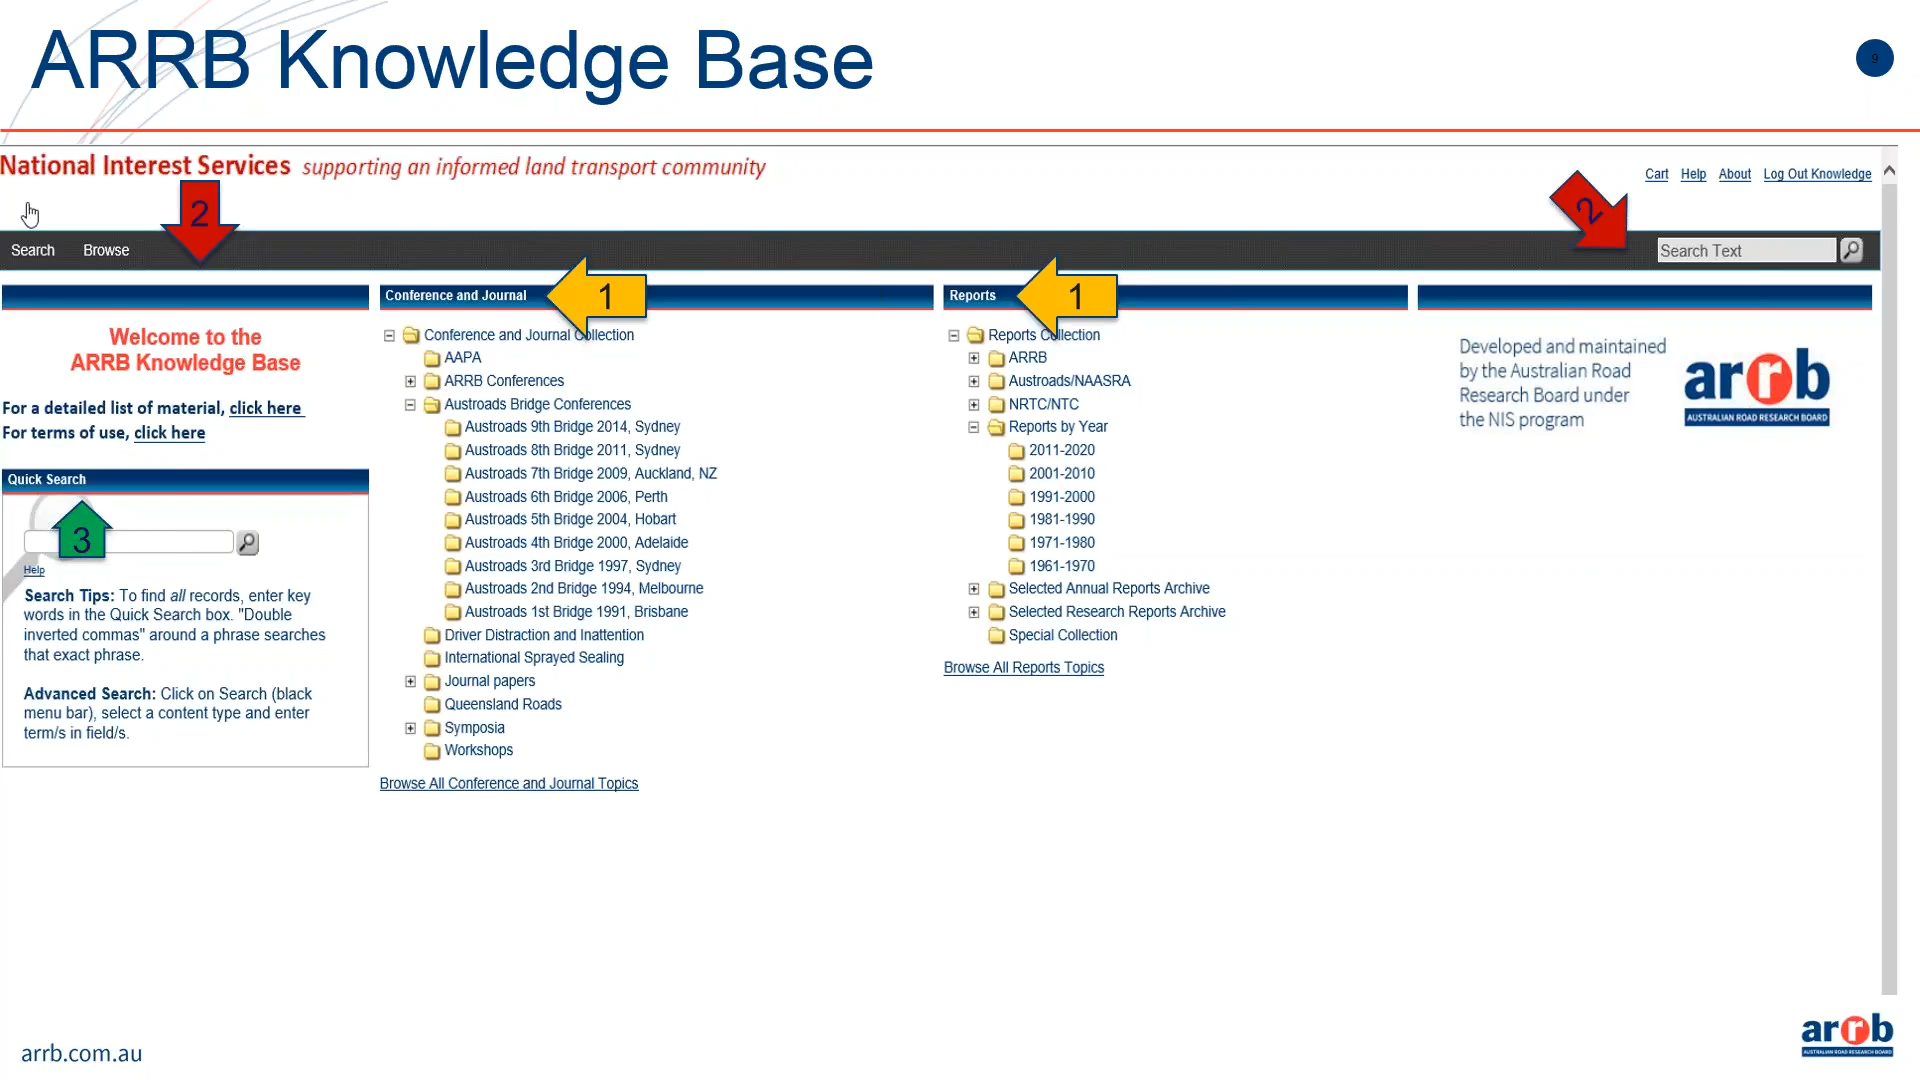 ARRB Knowledge Base
9
National Interest Services supporting an informed land transport community
Cart Help About Log Out Knowledge
2
2
Search Browse
Search Text
Conference and Journal
1
Reports
1
Welcome to the
ARRB Knowledge Base
For a detailed list of material, click here
For terms of use, click here
Quick Search
3
Help
Search Tips: To find all records, enter key
words in the Quick Search box. "Double
inverted commas" around a phrase searches
that exact phrase.
Advanced Search: Click on Search (black
menu bar), select a content type and enter
term/s in field/s.
Conference and Journal Collection
AAPA
ARRB Conferences
Austroads Bridge Conferences
Austroads 9th Bridge 2014, Sydney
Austroads 8th Bridge 2011, Sydney
Austroads 7th Bridge 2009, Auckland, NZ
Austroads 6th Bridge 2006, Perth
Austroads 5th Bridge 2004, Hobart
Austroads 4th Bridge 2000, Adelaide
Austroads 3rd Bridge 1997, Sydney
Austroads 2nd Bridge 1994, Melbourne
Austroads 1st Bridge 1991, Brisbane
Driver Distraction and Inattention
International Sprayed Sealing
Journal papers
Queensland Roads
Symposia
Workshops
Browse All Conference and Journal Topics
Reports Collection
ARRB
Austroads/NAASRA
NRTC/NTC
Reports by Year
2011-2020
2001-2010
1991-2000
1981-1990
1971-1980
1961-1970
Selected Annual Reports Archive
Selected Research Reports Archive
Special Collection
Browse All Reports Topics
Developed and maintained
by the Australian Road
Research Board under
the NIS program
arrb
AUSTRALIAN ROAD RESEARCH BOARD
arrb.com.au
arrb
AUSTRALIAN ROAD RESEARCH BOARD